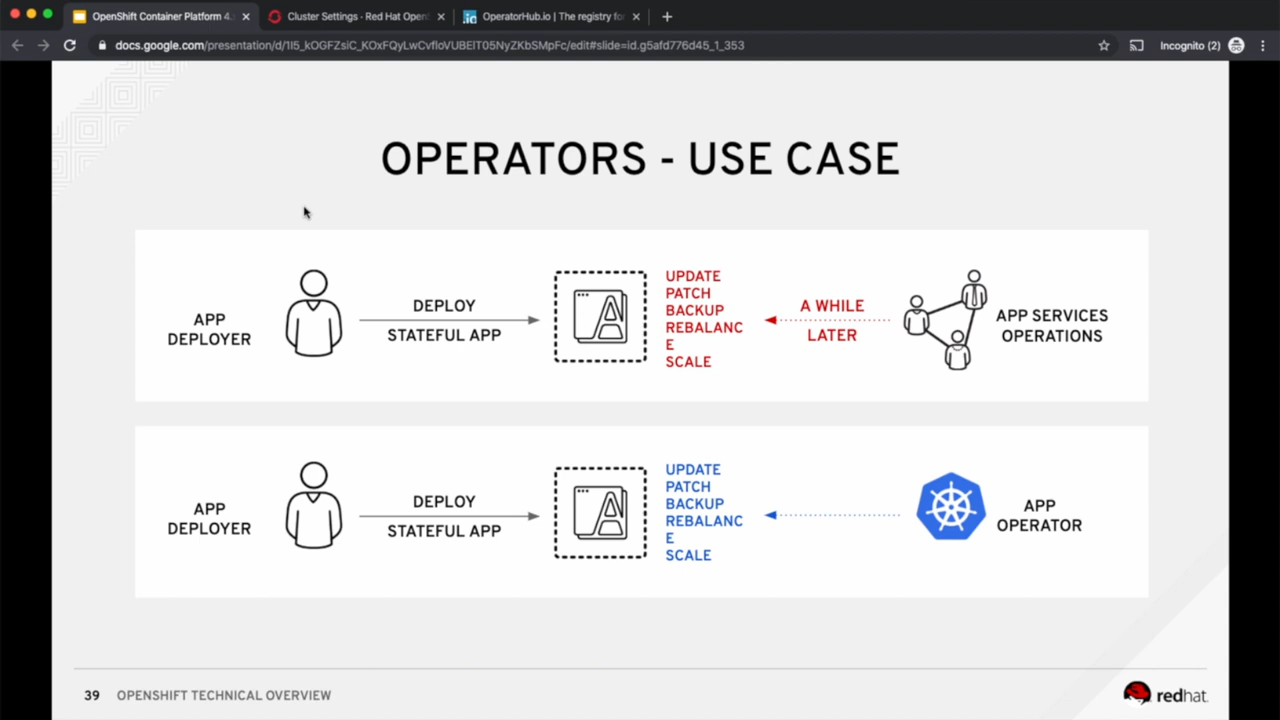 OpenShift Container Platform 4.
Cluster Settings · Red Hat Open
OperatorHub.io | The registry for
docs.google.com/presentation/d/1I5_kOGFZsiC_KOxFQyLwCvfloVUBElT05NyZKbSMpFc/edit#slide=id.g5afd776d45_1_353
Incognito (2)
OPERATORS - USE CASE
APP
DEPLOYER
DEPLOY
STATEFUL APP
A
UPDATE
PATCH
BACKUP
REBALANC
E
SCALE
A WHILE
LATER
APP SERVICES
OPERATIONS
APP
DEPLOYER
DEPLOY
STATEFUL APP
A
UPDATE
PATCH
BACKUP
REBALANC
E
SCALE
APP
OPERATOR
39 OPENSHIFT TECHNICAL OVERVIEW
redhat.